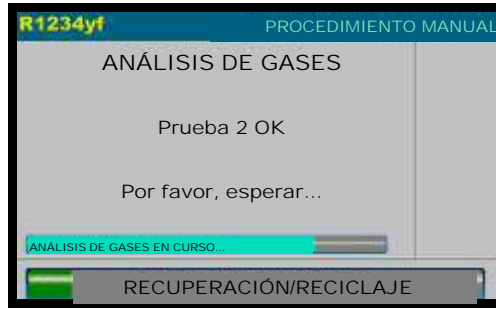 R1234yf
PROCEDIMIENTO MANUAL
ANÁLISIS DE GASES
Prueba 2 OK
Por favor, esperar...
ANÁLISIS DE GASES EN CURSO...
RECUPERACIÓN/RECICLAJE